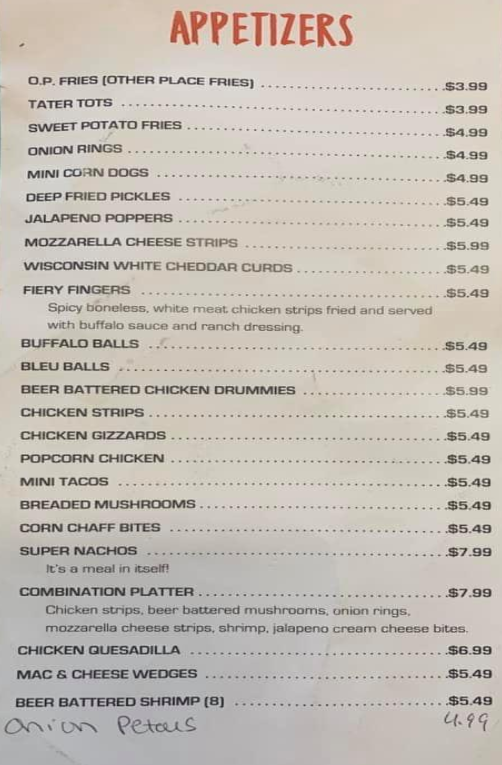 APPETIZERS
O.P. FRIES (OTHER PLACE FRIES) $3.99
TATER TOTS $3.99
SWEET POTATO FRIES $4.99
ONION RINGS $4.99
MINI CORN DOGS $4.99
DEEP FRIED PICKLES $5.49
JALAPENO POPPERS $5.49
MOZZARELLA CHEESE STRIPS $5.99
WISCONSIN WHITE CHEDDAR CURDS $5.49
FIERY FINGERS $5.49
Spicy boneless, white meat chicken strips fried and served
with buffalo sauce and ranch dressing.
BUFFALO BALLS $5.49
BLEU BALLS $5.49
BEER BATTERED CHICKEN DRUMMIES $5.99
CHICKEN STRIPS $5.49
CHICKEN GIZZARDS $5.49
POPCORN CHICKEN $5.49
MINI TACOS $5.49
BREADED MUSHROOMS $5.49
CORN CHAFF BITES $5.49
SUPER NACHOS $7.99
It's a meal in itself!
COMBINATION PLATTER $7.99
Chicken strips, beer battered mushrooms, onion rings,
mozzarella cheese strips, shrimp, jalapeno cream cheese bites.
CHICKEN QUESADILLA $6.99
MAC & CHEESE WEDGES $5.49
BEER BATTERED SHRIMP (8) $5.49
onion Petals 4.99